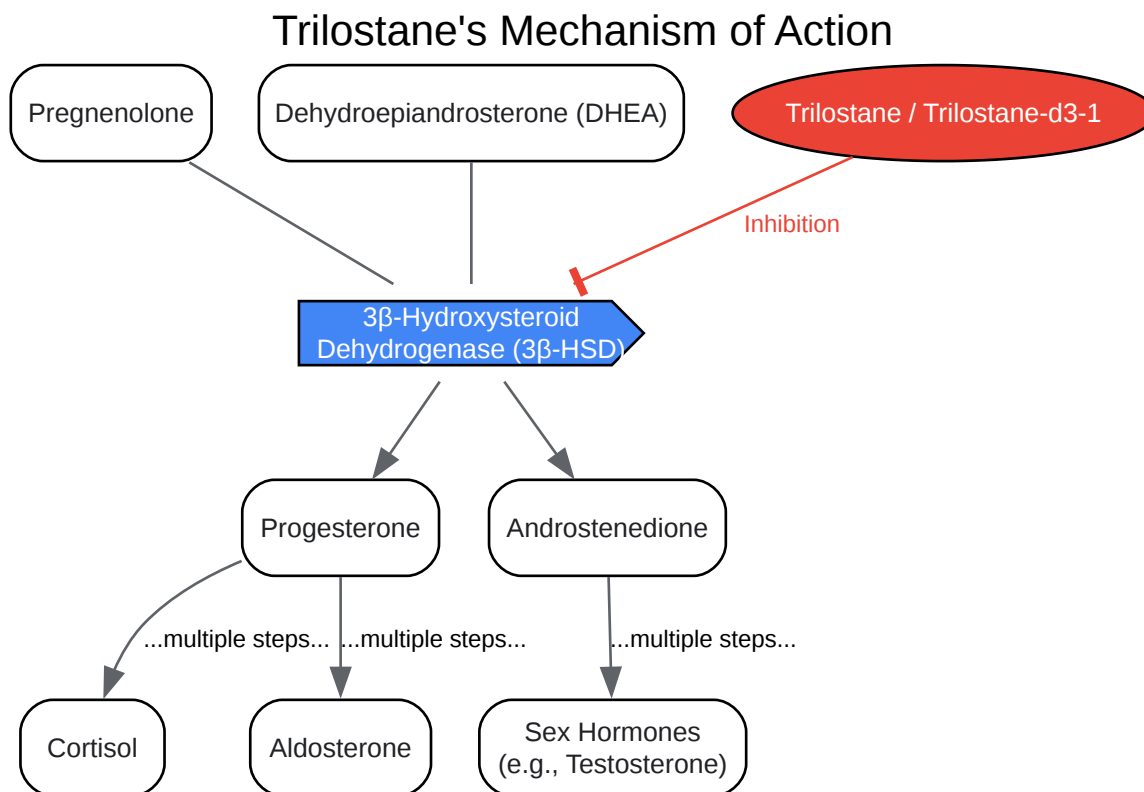 Trilostane's Mechanism of Action
Pregnenolone
Dehydroepiandrosterone (DHEA)
Trilostane / Trilostane-d3-1
Inhibition
3β-Hydroxysteroid
Dehydrogenase (3β-HSD)
Progesterone
Androstenedione
...multiple steps...
...multiple steps...
...multiple steps...
Cortisol
Aldosterone
Sex Hormones
(e.g., Testosterone)